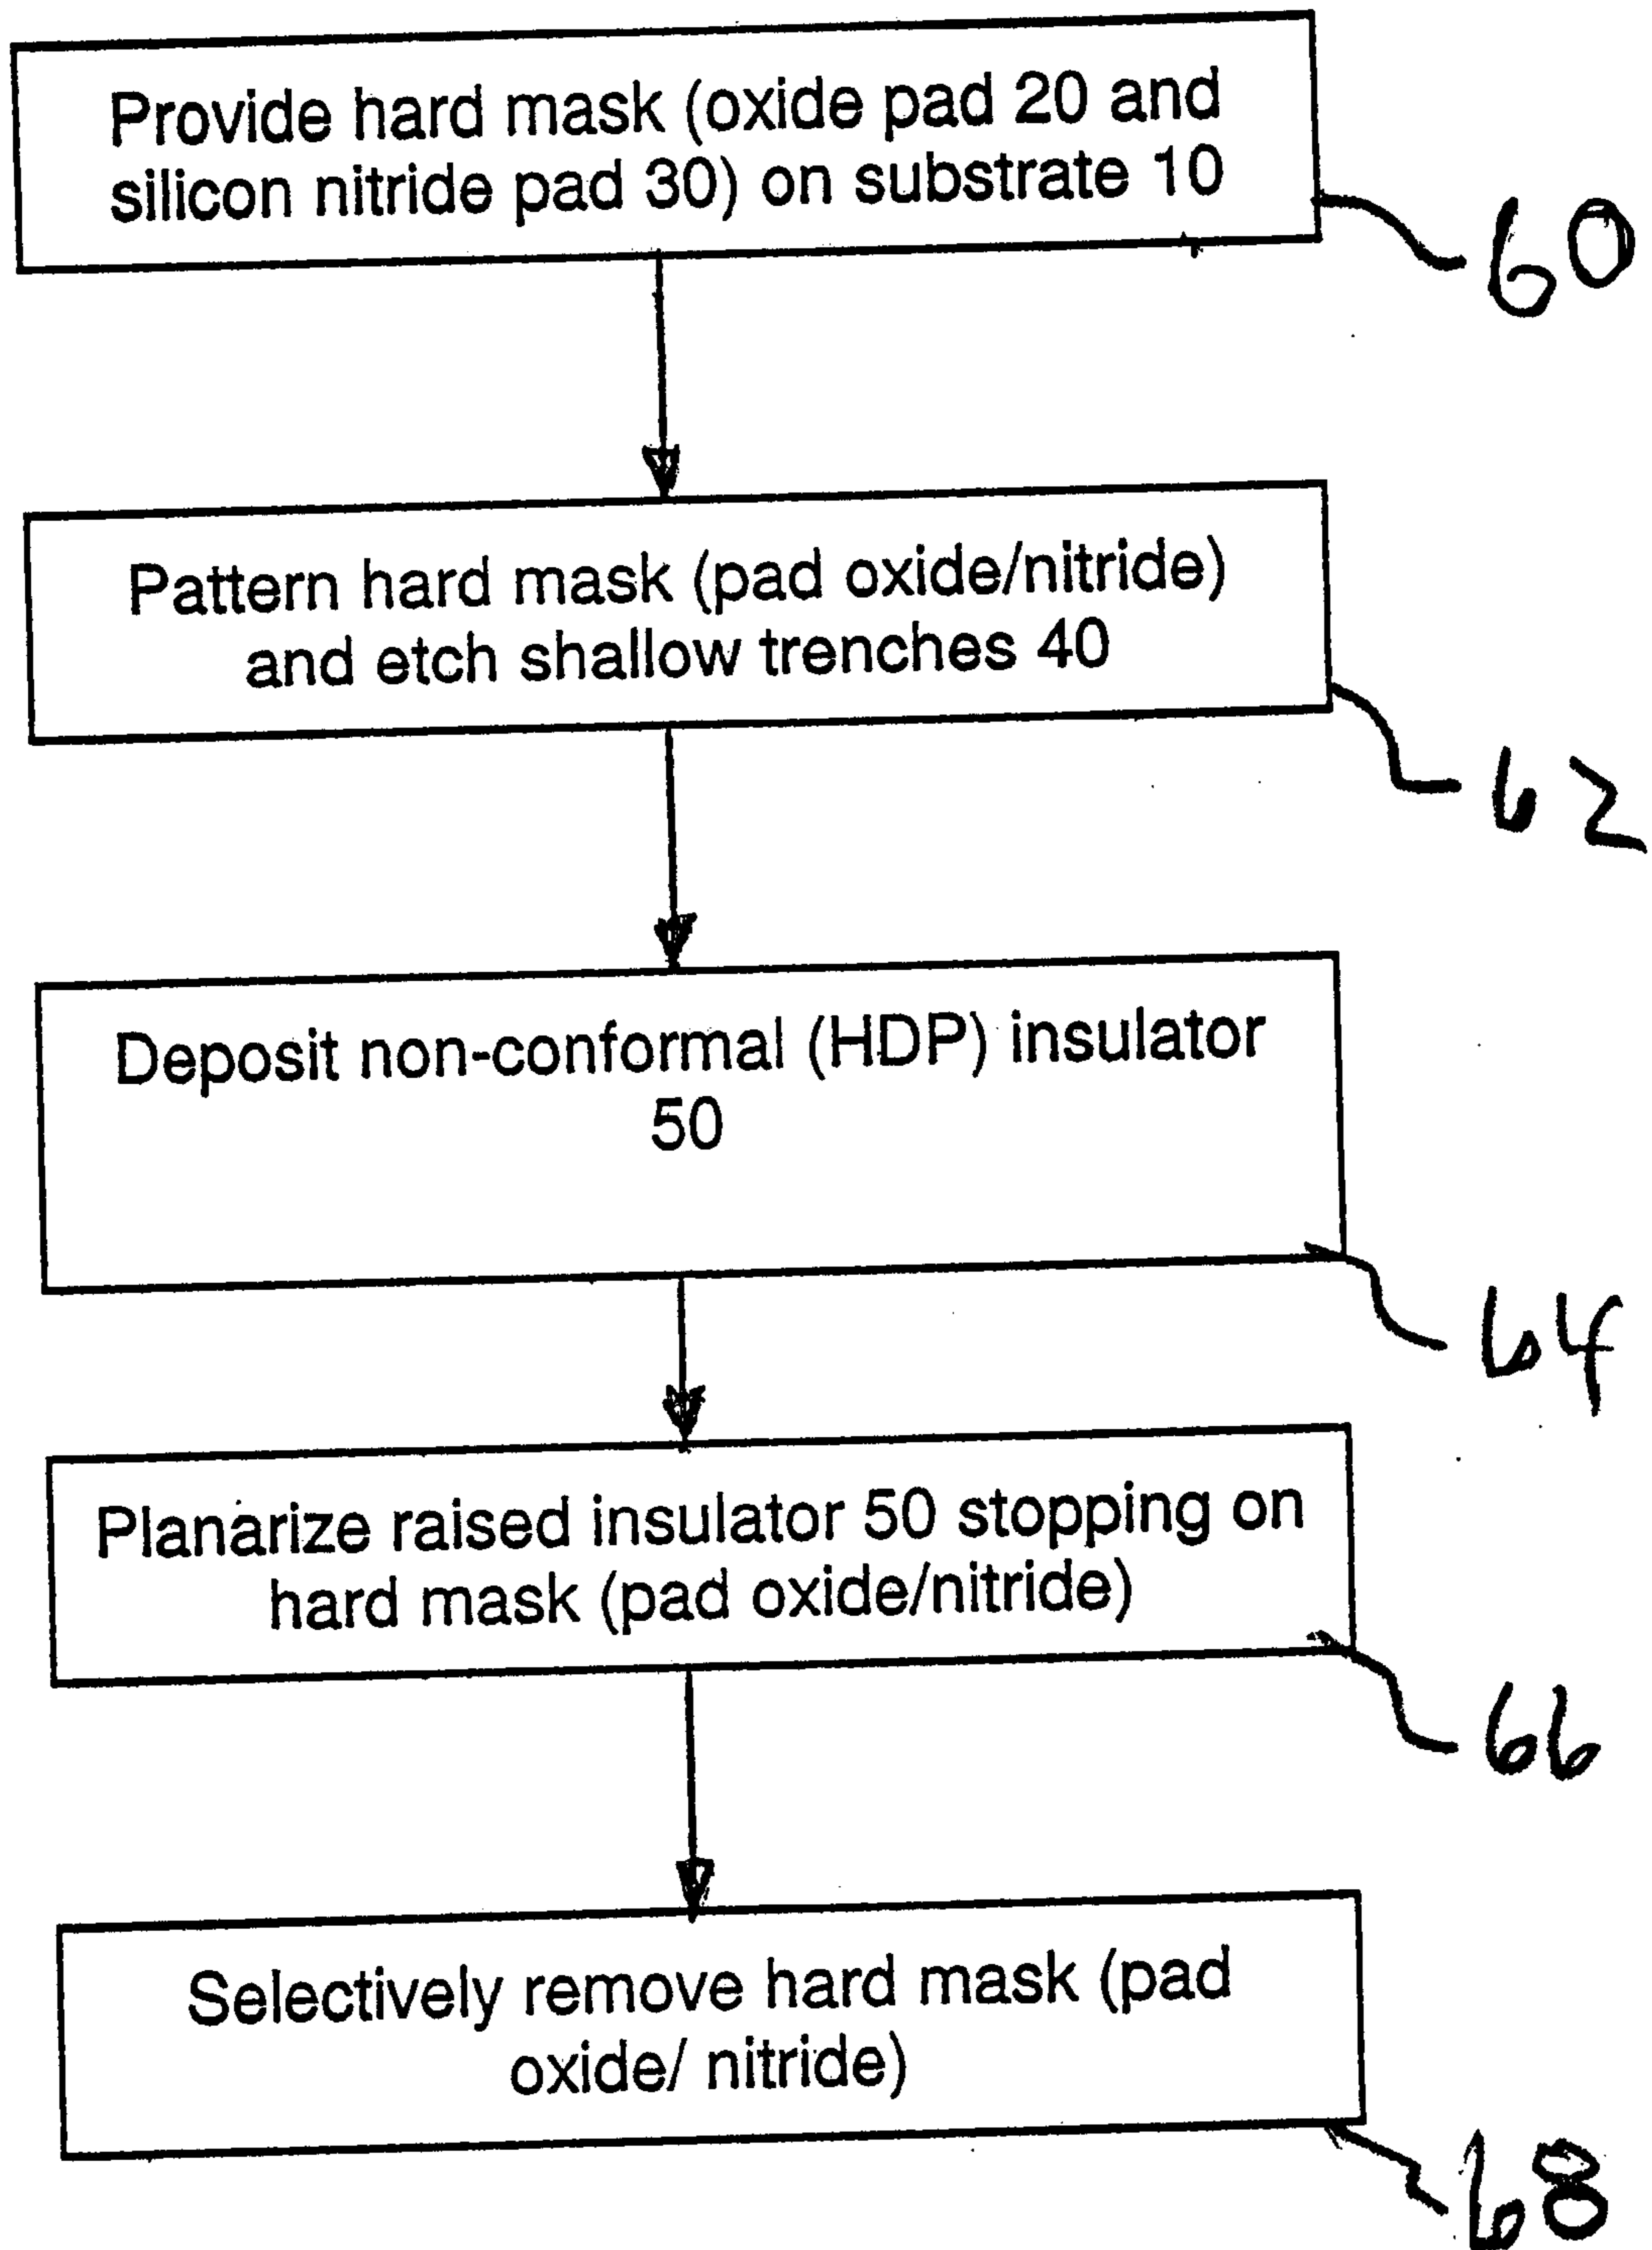 Provide hard mask (oxide pad 20 and
silicon nitride pad 30) on substrate 10
60
Pattern hard mask (pad oxide/nitride)
and etch shallow trenches 40
62
Deposit non-conformal (HDP) insulator
50
64
Planarize raised insulator 50 stopping on
hard mask (pad oxide/nitride)
66
Selectively remove hard mask (pad
oxide/ nitride)
68